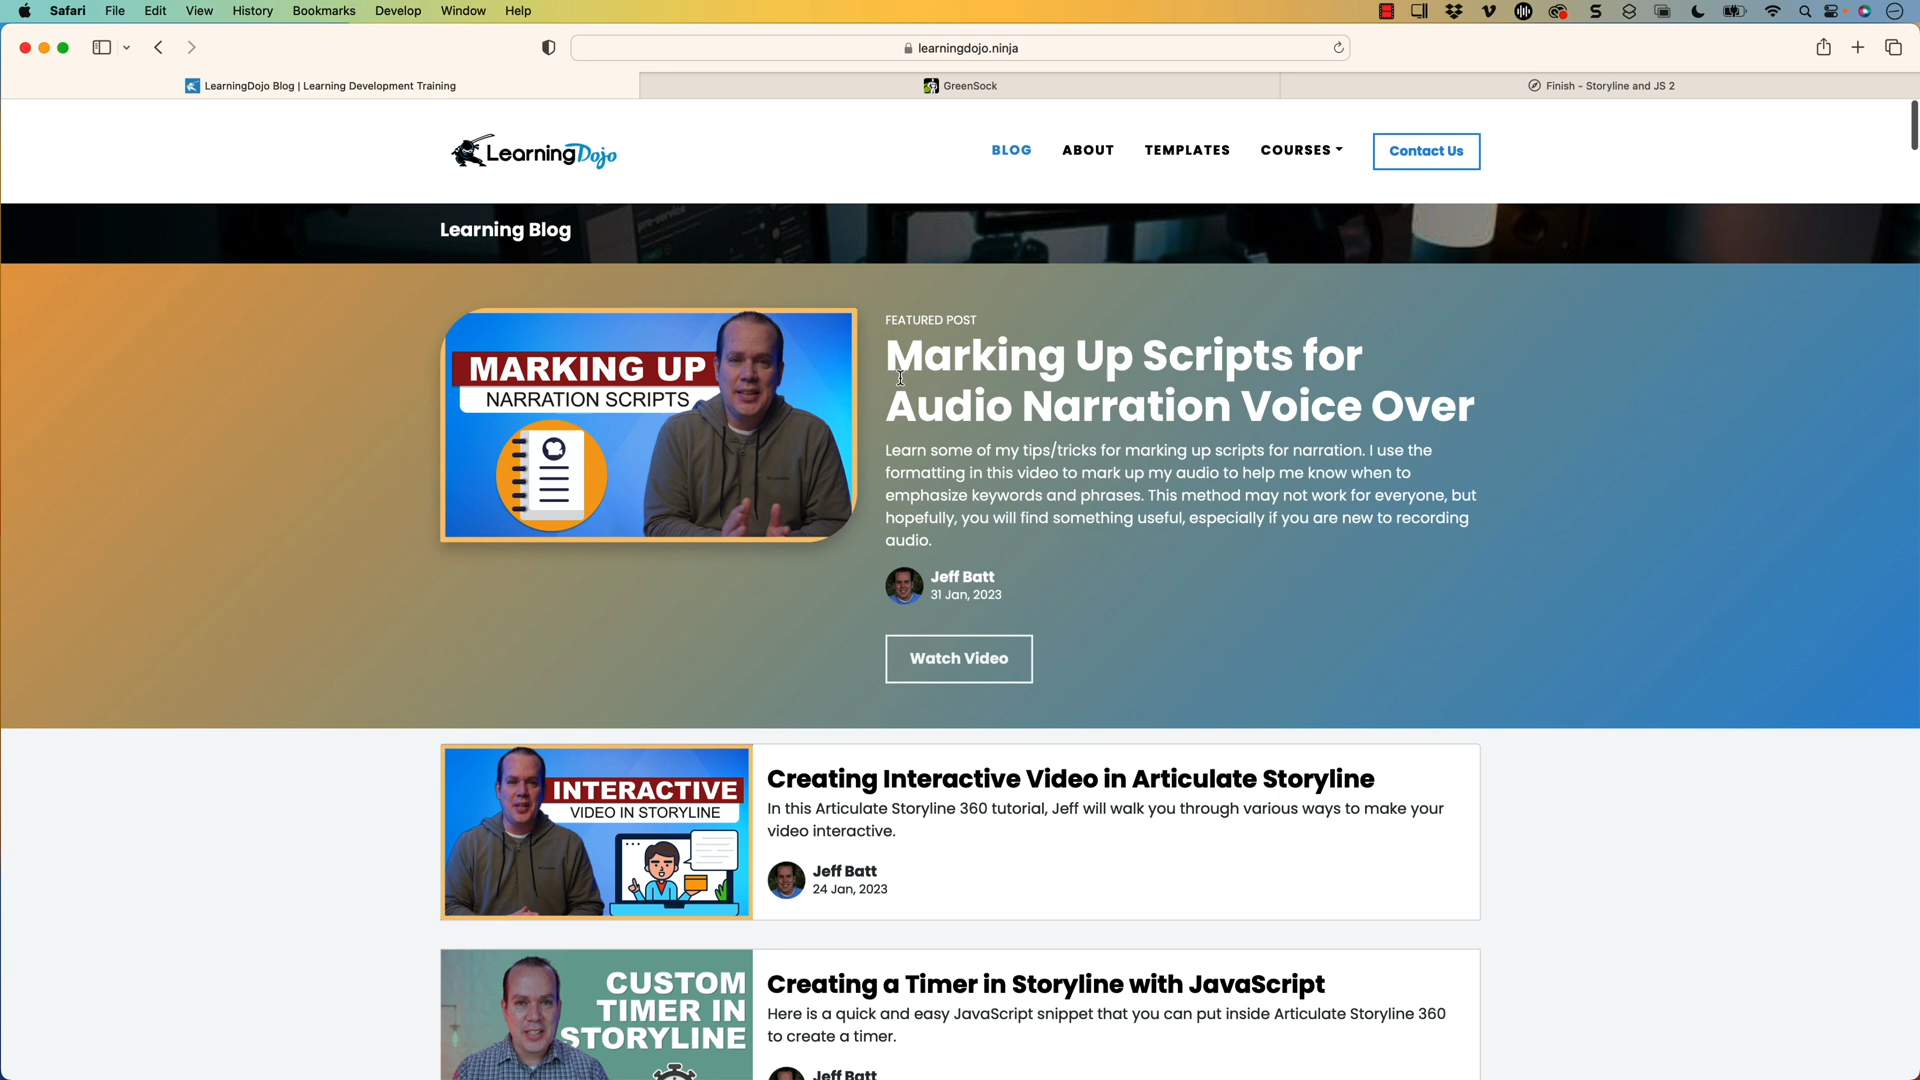 Safari File Edit View History Bookmarks Develop Window Help
learningdojo.ninja
LearningDojo Blog | Learning Development Training
GreenSock
Finish - Storyline and JS 2
LearningDojo
BLOG ABOUT TEMPLATES COURSES Contact Us
Learning Blog
MARKING UP
NARRATION SCRIPTS
FEATURED POST
Marking Up Scripts for
Audio Narration Voice Over
Learn some of my tips/tricks for marking up scripts for narration. I use the
formatting in this video to mark up my audio to help me know when to
emphasize keywords and phrases. This method may not work for everyone, but
hopefully, you will find something useful, especially if you are new to recording
audio.
Jeff Batt
31 Jan, 2023
Watch Video
INTERACTIVE
VIDEO IN STORYLINE
Creating Interactive Video in Articulate Storyline
In this Articulate Storyline 360 tutorial, Jeff will walk you through various ways to make your
video interactive.
Jeff Batt
24 Jan, 2023
CUSTOM
TIMER IN
STORYLINE
Creating a Timer in Storyline with JavaScript
Here is a quick and easy JavaScript snippet that you can put inside Articulate Storyline 360
to create a timer.
Jeff Batt